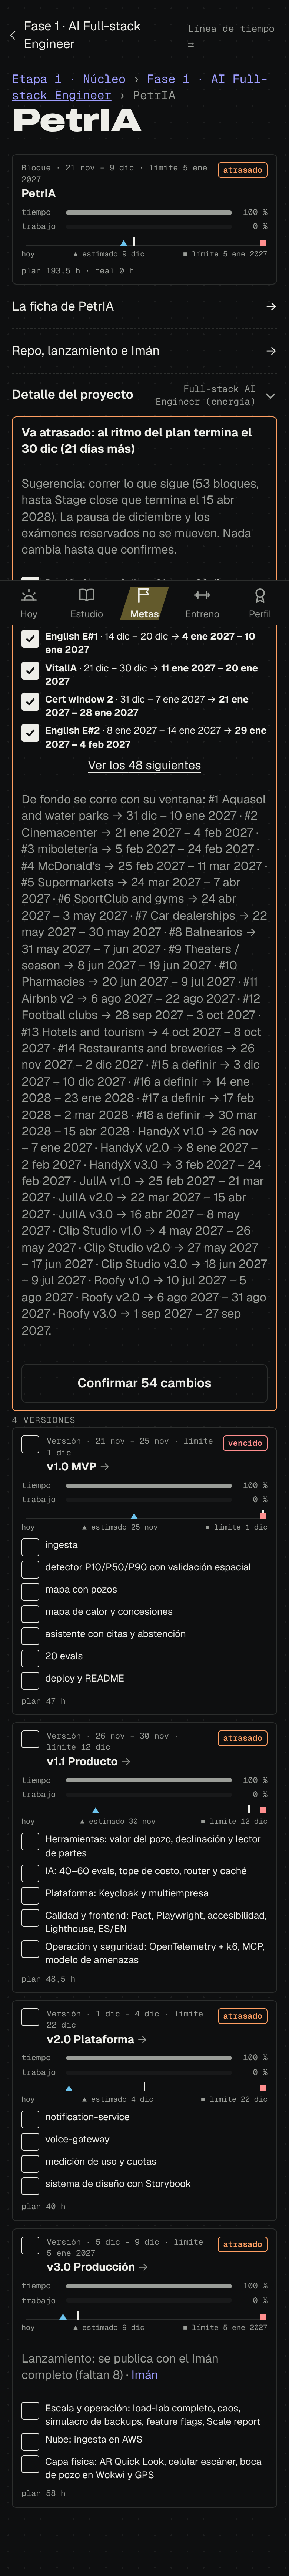 Fase 1 · AI Full-stack
Engineer
Línea de tiempo
→
Etapa 1 · Núcleo › Fase 1 · AI Full-
stack Engineer › PetrIA
PetrIA
Bloque · 21 nov – 9 dic · límite 5 ene
2027
atrasado
PetrIA
tiempo 100 %
trabajo 0 %
hoy ▲ estimado 9 dic ■ límite 5 ene 2027
plan 193,5 h · real 0 h
La ficha de PetrIA →
Repo, lanzamiento e Imán →
Detalle del proyecto
Full-stack AI
Engineer (energía)
Va atrasado: al ritmo del plan termina el
30 dic (21 días más)
Sugerencia: correr lo que sigue (53 bloques,
hasta Stage close que termina el 15 abr
2028). La pausa de diciembre y los
exámenes reservados no se mueven. Nada
cambia hasta que confirmes.
Hoy Estudio Metas Entreno Perfil
English E#1 · 14 dic – 20 dic → 4 ene 2027 – 10
ene 2027
VitalIA · 21 dic – 30 dic → 11 ene 2027 – 20 ene
2027
Cert window 2 · 31 dic – 7 ene 2027 → 21 ene
2027 – 28 ene 2027
English E#2 · 8 ene 2027 – 14 ene 2027 → 29 ene
2027 – 4 feb 2027
Ver los 48 siguientes
De fondo se corre con su ventana: #1 Aquasol
and water parks → 31 dic – 10 ene 2027 · #2
Cinemacenter → 21 ene 2027 – 4 feb 2027 ·
#3 miboletería → 5 feb 2027 – 24 feb 2027 ·
#4 McDonald's → 25 feb 2027 – 11 mar 2027 ·
#5 Supermarkets → 24 mar 2027 – 7 abr
2027 · #6 SportClub and gyms → 24 abr
2027 – 3 may 2027 · #7 Car dealerships → 22
may 2027 – 30 may 2027 · #8 Balnearios →
31 may 2027 – 7 jun 2027 · #9 Theaters /
season → 8 jun 2027 – 19 jun 2027 · #10
Pharmacies → 20 jun 2027 – 9 jul 2027 · #11
Airbnb v2 → 6 ago 2027 – 22 ago 2027 · #12
Football clubs → 28 sep 2027 – 3 oct 2027 ·
#13 Hotels and tourism → 4 oct 2027 – 8 oct
2027 · #14 Restaurants and breweries → 26
nov 2027 – 2 dic 2027 · #15 a definir → 3 dic
2027 – 10 dic 2027 · #16 a definir → 14 ene
2028 – 23 ene 2028 · #17 a definir → 17 feb
2028 – 2 mar 2028 · #18 a definir → 30 mar
2028 – 15 abr 2028 · HandyX v1.0 → 26 nov
– 7 ene 2027 · HandyX v2.0 → 8 ene 2027 –
2 feb 2027 · HandyX v3.0 → 3 feb 2027 – 24
feb 2027 · JullA v1.0 → 25 feb 2027 – 21 mar
2027 · JullA v2.0 → 22 mar 2027 – 15 abr
2027 · JullA v3.0 → 16 abr 2027 – 8 may
2027 · Clip Studio v1.0 → 4 may 2027 – 26
may 2027 · Clip Studio v2.0 → 27 may 2027
– 17 jun 2027 · Clip Studio v3.0 → 18 jun 2027
– 9 jul 2027 · Roofy v1.0 → 10 jul 2027 – 5
ago 2027 · Roofy v2.0 → 6 ago 2027 – 31 ago
2027 · Roofy v3.0 → 1 sep 2027 – 27 sep
2027.
Confirmar 54 cambios
4 VERSIONES
Versión · 21 nov – 25 nov · límite
1 dic
vencido
v1.0 MVP →
tiempo 100 %
trabajo 0 %
hoy ▲ estimado 25 nov ■ límite 1 dic
ingesta
detector P10/P50/P90 con validación espacial
mapa con pozos
mapa de calor y concesiones
asistente con citas y abstención
20 evals
deploy y README
plan 47 h
Versión · 26 nov – 30 nov ·
límite 12 dic
atrasado
v1.1 Producto →
tiempo 100 %
trabajo 0 %
hoy ▲ estimado 30 nov ■ límite 12 dic
Herramientas: valor del pozo, declinación y lector
de partes
IA: 40–60 evals, tope de costo, router y caché
Plataforma: Keycloak y multiempresa
Calidad y frontend: Pact, Playwright, accesibilidad,
Lighthouse, ES/EN
Operación y seguridad: OpenTelemetry + k6, MCP,
modelo de amenazas
plan 48,5 h
Versión · 1 dic – 4 dic · límite
22 dic
atrasado
v2.0 Plataforma →
tiempo 100 %
trabajo 0 %
hoy ▲ estimado 4 dic ■ límite 22 dic
notification-service
voice-gateway
medición de uso y cuotas
sistema de diseño con Storybook
plan 40 h
Versión · 5 dic – 9 dic · límite
5 ene 2027
atrasado
v3.0 Producción →
tiempo 100 %
trabajo 0 %
hoy ▲ estimado 9 dic ■ límite 5 ene 2027
Lanzamiento: se publica con el Imán
completo (faltan 8) · Imán
Escala y operación: load-lab completo, caos,
simulacro de backups, feature flags, Scale report
Nube: ingesta en AWS
Capa física: AR Quick Look, celular escáner, boca
de pozo en Wokwi y GPS
plan 58 h